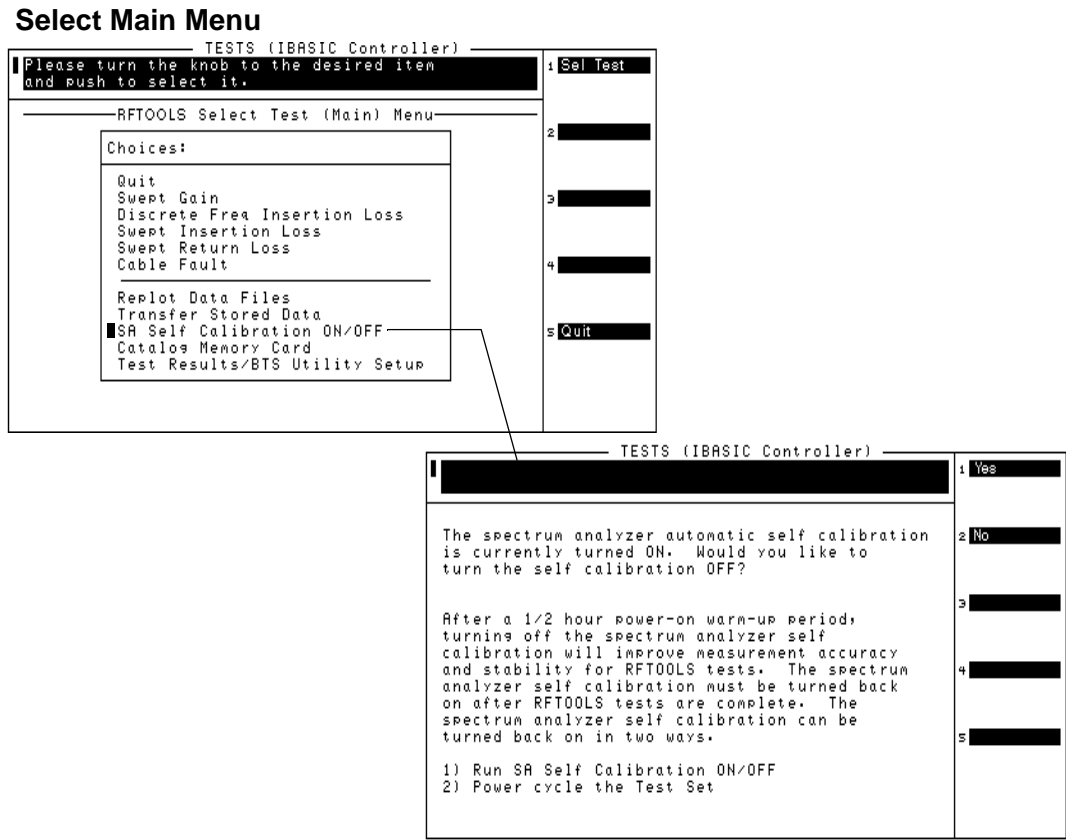 Select Main Menu
TESTS (IBASIC Controller)
Please turn the knob to the desired item
and push to select it.
1 Sel Test
RFTOOLS Select Test (Main) Menu
2
Choices:
Quit
Swept Gain
3
Discrete Freq Insertion Loss
Swept Insertion Loss
Swept Return Loss
Cable Fault
4
Replot Data Files
Transfer Stored Data
SA Self Calibration ON/OFF
5 Quit
Catalog Memory Card
Test Results/BTS Utility Setup
TESTS (IBASIC Controller)
1 Yes
The spectrum analyzer automatic self calibration
is currently turned ON. Would you like to
turn the self calibration OFF?
2 No
3
After a 1/2 hour power-on warm-up period,
turning off the spectrum analyzer self
calibration will improve measurement accuracy
and stability for RFTOOLS tests. The spectrum
analyzer self calibration must be turned back
on after RFTOOLS tests are complete. The
spectrum analyzer self calibration can be
turned back on in two ways.
4
5
1) Run SA Self Calibration ON/OFF
2) Power cycle the Test Set